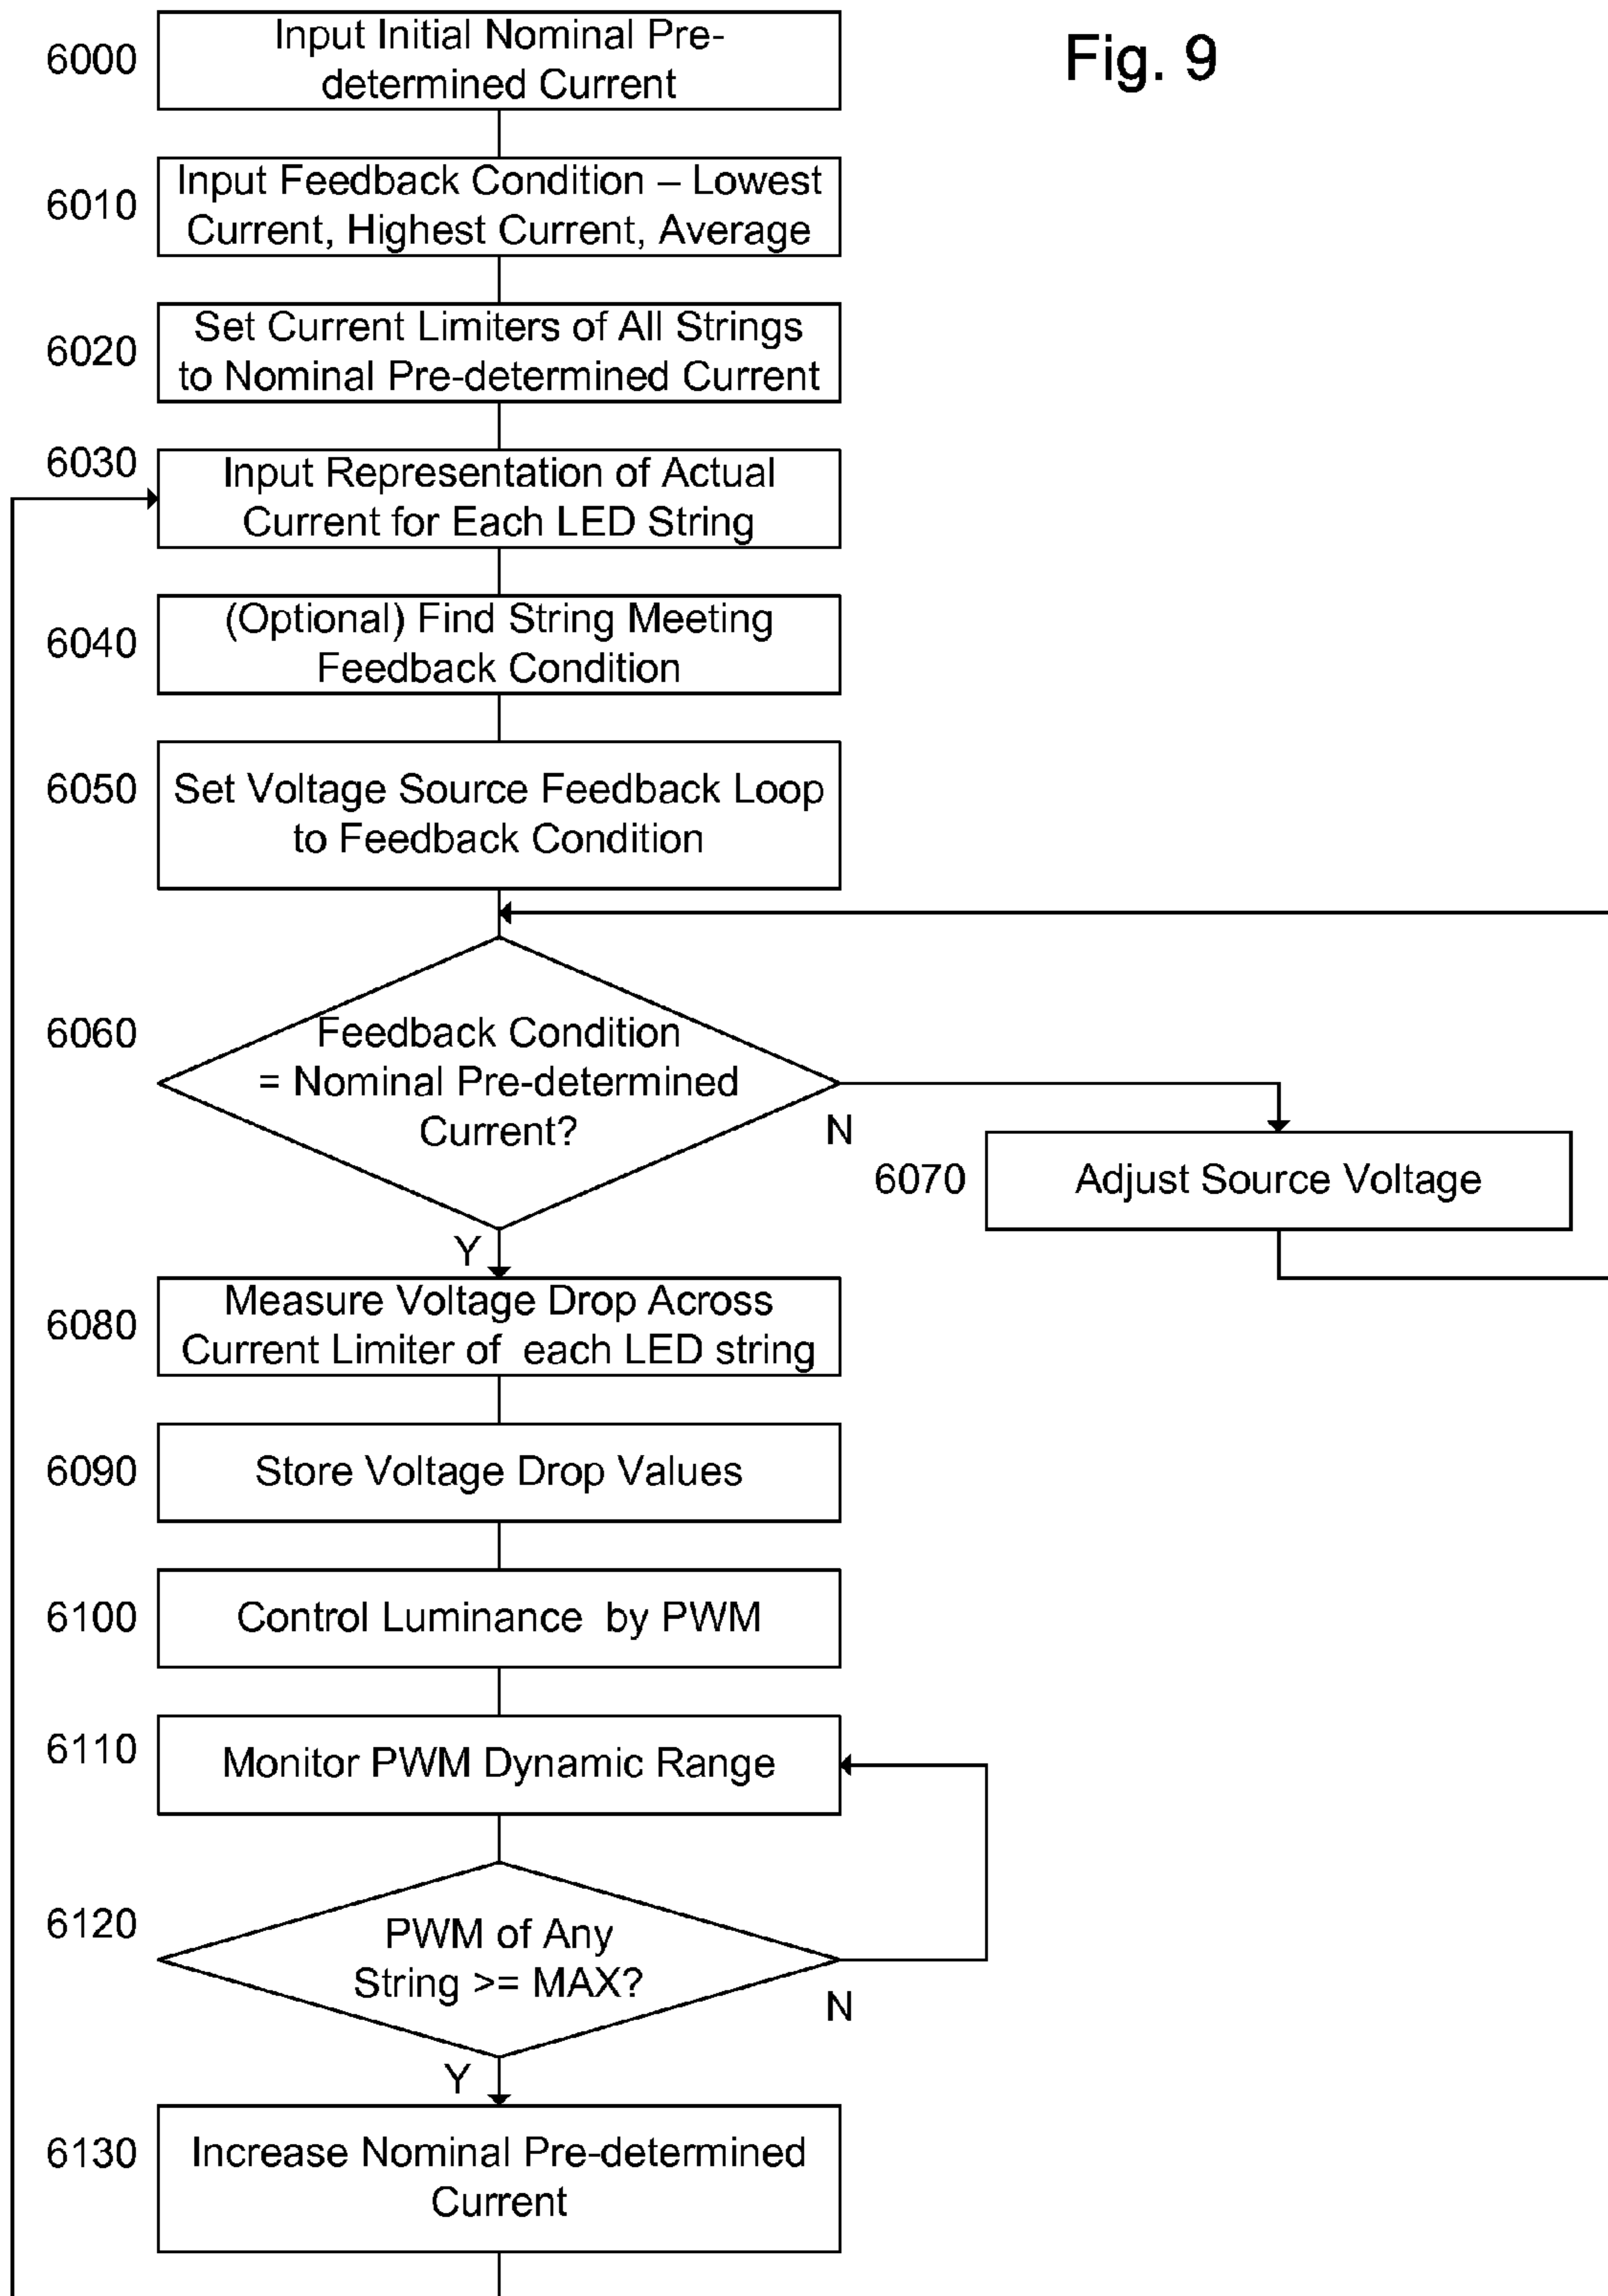 Fig. 9
6000
Input Initial Nominal Pre-
determined Current
6010
Input Feedback Condition – Lowest
Current, Highest Current, Average
6020
Set Current Limiters of All Strings
to Nominal Pre-determined Current
6030
Input Representation of Actual
Current for Each LED String
6040
(Optional) Find String Meeting
Feedback Condition
6050
Set Voltage Source Feedback Loop
to Feedback Condition
6060
Feedback Condition
= Nominal Pre-determined
Current?
N
6070
Adjust Source Voltage
Y
6080
Measure Voltage Drop Across
Current Limiter of each LED string
6090
Store Voltage Drop Values
6100
Control Luminance by PWM
6110
Monitor PWM Dynamic Range
6120
PWM of Any
String >= MAX?
N
Y
6130
Increase Nominal Pre-determined
Current